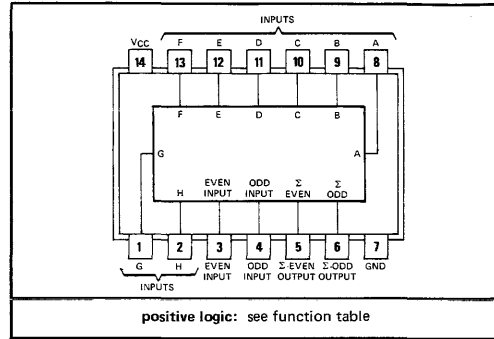 INPUTS
VCC F E D C B A
14 13 12 11 10 9 8
F E D C B
G A
EVEN ODD Σ Σ
H INPUT INPUT EVEN ODD
1 2 3 4 5 6 7
G H EVEN ODD Σ-EVEN Σ-ODD GND
INPUT INPUT OUTPUT OUTPUT
INPUTS
positive logic: see function table